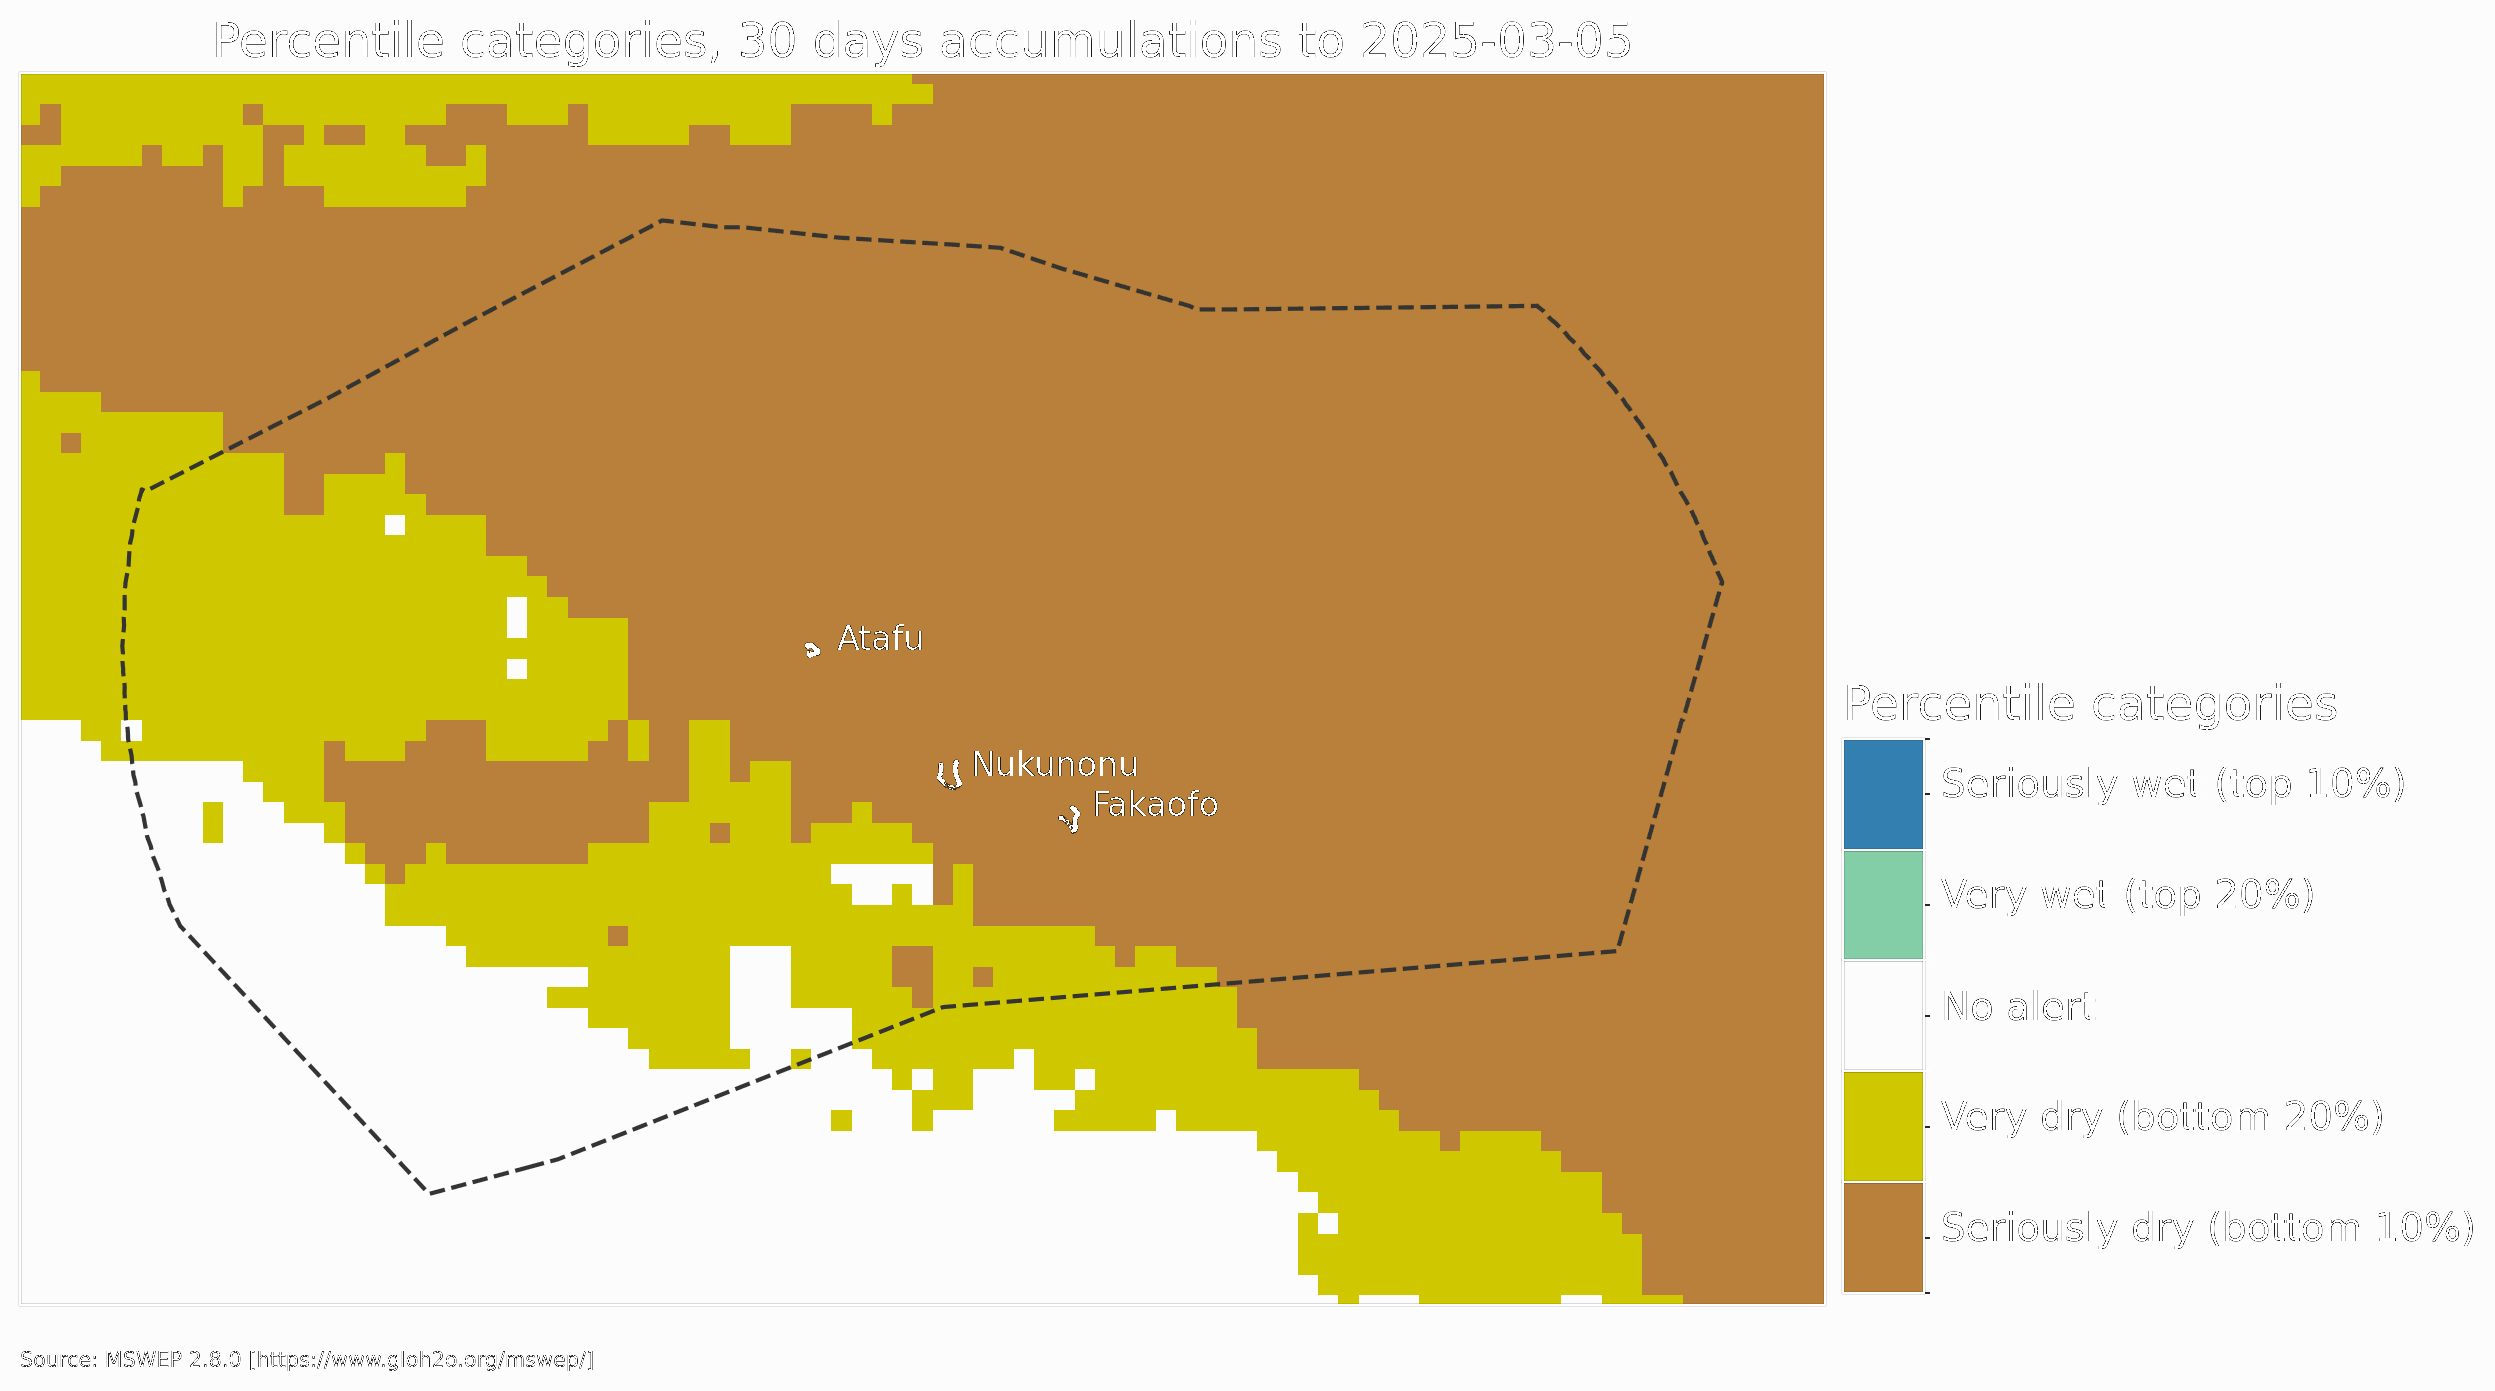 Percentile categories, 30 days accumulations to 2025-03-05
Atafu
Nukunonu
Fakaofo
Percentile categories
Seriously wet (top 10%)
Very wet (top 20%)
No alert
Very dry (bottom 20%)
Seriously dry (bottom 10%)
Source: MSWEP 2.8.0 [https://www.gloh2o.org/mswep/]